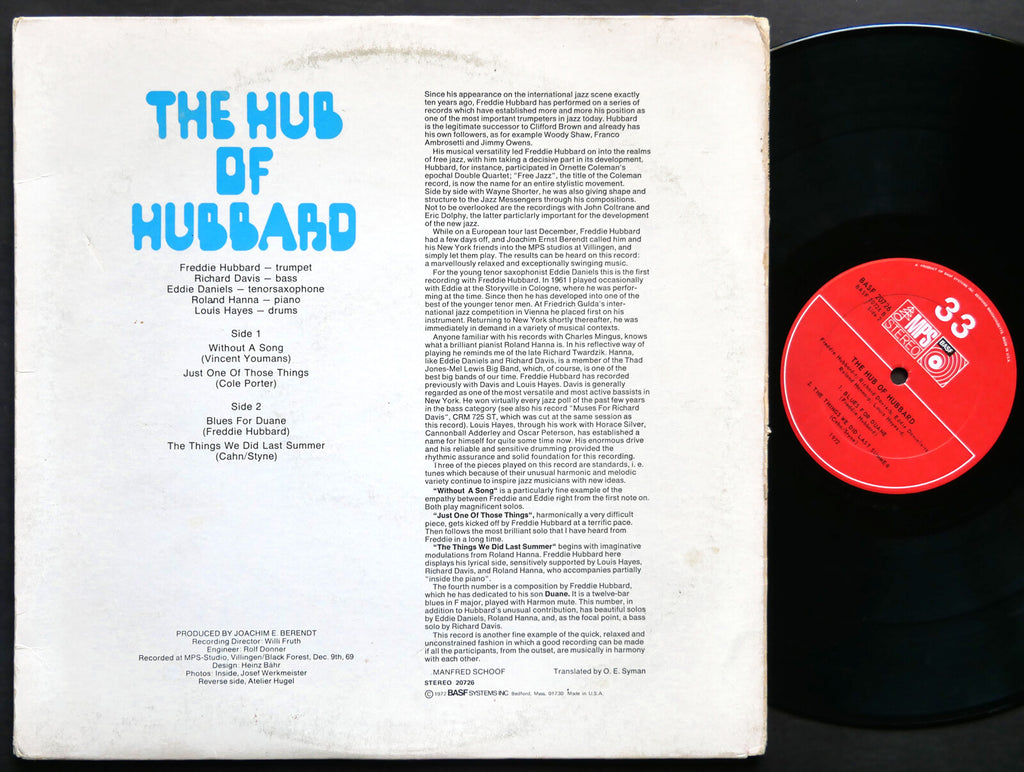 THE HUB
OF
HUBBARD
Freddie Hubbard – trumpet
Richard Davis – bass
Eddie Daniels – tenorsaxophone
Roland Hanna – piano
Louis Hayes – drums
Side 1
Without A Song
(Vincent Youmans)
Just One Of Those Things
(Cole Porter)
Side 2
Blues For Duane
(Freddie Hubbard)
The Things We Did Last Summer
(Cahn/Styne)
PRODUCED BY JOACHIM E. BERENDT
Recording Director: Willi Fruth
Engineer: Rolf Donner
Recorded at MPS-Studio, Villingen/Black Forest, Dec. 9th, 69
Design: Heinz Bähr
Photos: Inside, Josef Werkmeister
Reverse side, Atelier Hugel
Since his appearance on the international jazz scene exactly
ten years ago, Freddie Hubbard has performed on a series of
records which have established more and more his position as
one of the most important trumpeters in jazz today. Hubbard
is the legitimate successor to Clifford Brown and already has
his own followers, as for example Woody Shaw, Franco
Ambrosetti and Jimmy Owens.
His musical versatility led Freddie Hubbard on into the realms
of free jazz, with him taking a decisive part in its development,
Hubbard, for instance, participated in Ornette Coleman's
epochal Double Quartet; "Free Jazz", the title of the Coleman
record, is now the name for an entire stylistic movement.
Side by side with Wayne Shorter, he was also giving shape and
structure to the Jazz Messengers through his compositions.
Not to be overlooked are the recordings with John Coltrane and
Eric Dolphy, the latter particlarly important for the development
of the new jazz.
While on a European tour last December, Freddie Hubbard
had a few days off, and Joachim Ernst Berendt called him and
his New York friends into the MPS studios at Villingen, and
simply let them play. The results can be heard on this record:
a marvellously relaxed and exceptionally swinging music.
For the young tenor saxophonist Eddie Daniels this is the first
recording with Freddie Hubbard. In 1961 I played occasionally
with Eddie at the Storyville in Cologne, where he was perfor-
ming at the time. Since then he has developed into one of the
best of the younger tenor men. At Friedrich Gulda's inter-
national jazz competition in Vienna he placed first on his
instrument. Returning to New York shortly thereafter, he was
immediately in demand in a variety of musical contexts.
Anyone familiar with his records with Charles Mingus, knows
what a brilliant pianist Roland Hanna is. In his reflective way of
playing he reminds me of the late Richard Twardzik. Hanna,
like Eddie Daniels and Richard Davis, is a member of the Thad
Jones-Mel Lewis Big Band, which, of course, is one of the
best big bands of our time. Freddie Hubbard has recorded
previously with Davis and Louis Hayes. Davis is generally
regarded as one of the most versatile and most active bassists in
New York. He won virtually every jazz poll of the past few years
in the bass category (see also his record "Muses For Richard
Davis", CRM 725 ST, which was cut at the same session as
this record). Louis Hayes, through his work with Horace Silver,
Cannonball Adderley and Oscar Peterson, has established a
name for himself for quite some time now. His enormous drive
and his reliable and sensitive drumming provided the
rhythmic assurance and solid foundation for this recording.
Three of the pieces played on this record are standards, i. e.
tunes which because of their unusual harmonic and melodic
variety continue to inspire jazz musicians with new ideas.
"Without A Song" is a particularly fine example of the
empathy between Freddie and Eddie right from the first note on.
Both play magnificent solos.
"Just One Of Those Things", harmonically a very difficult
piece, gets kicked off by Freddie Hubbard at a terrific pace.
Then follows the most brilliant solo that I have heard from
Freddie in a long time.
"The Things We Did Last Summer" begins with imaginative
modulations from Roland Hanna. Freddie Hubbard here
displays his lyrical side, sensitively supported by Louis Hayes,
Richard Davis, and Roland Hanna, who accompanies partially
"inside the piano".
The fourth number is a composition by Freddie Hubbard,
which he has dedicated to his son Duane. It is a twelve-bar
blues in F major, played with Harmon mute. This number, in
addition to Hubbard's unusual contribution, has beautiful solos
by Eddie Daniels, Roland Hanna, and, as the focal point, a bass
solo by Richard Davis.
This record is another fine example of the quick, relaxed and
unconstrained fashion in which a good recording can be made
if all the participants, from the outset, are musically in harmony
with each other.
MANFRED SCHOOF Translated by O. E. Syman
STEREO 20726
© 1972 BASF SYSTEMS INC Bedford, Mass. 01730 Made in U.S.A.
BASF 20726
Side 2
33
MPS
BASF
STEREO
THE HUB OF HUBBARD
Freddie Hubbard, Richard Davis, Eddie Daniels
Roland Hanna, Louis Hayes
1. BLUES FOR DUANE
(Freddie Hubbard)
2. THE THINGS WE DID LAST SUMMER
(Cahn/Styne)
1972